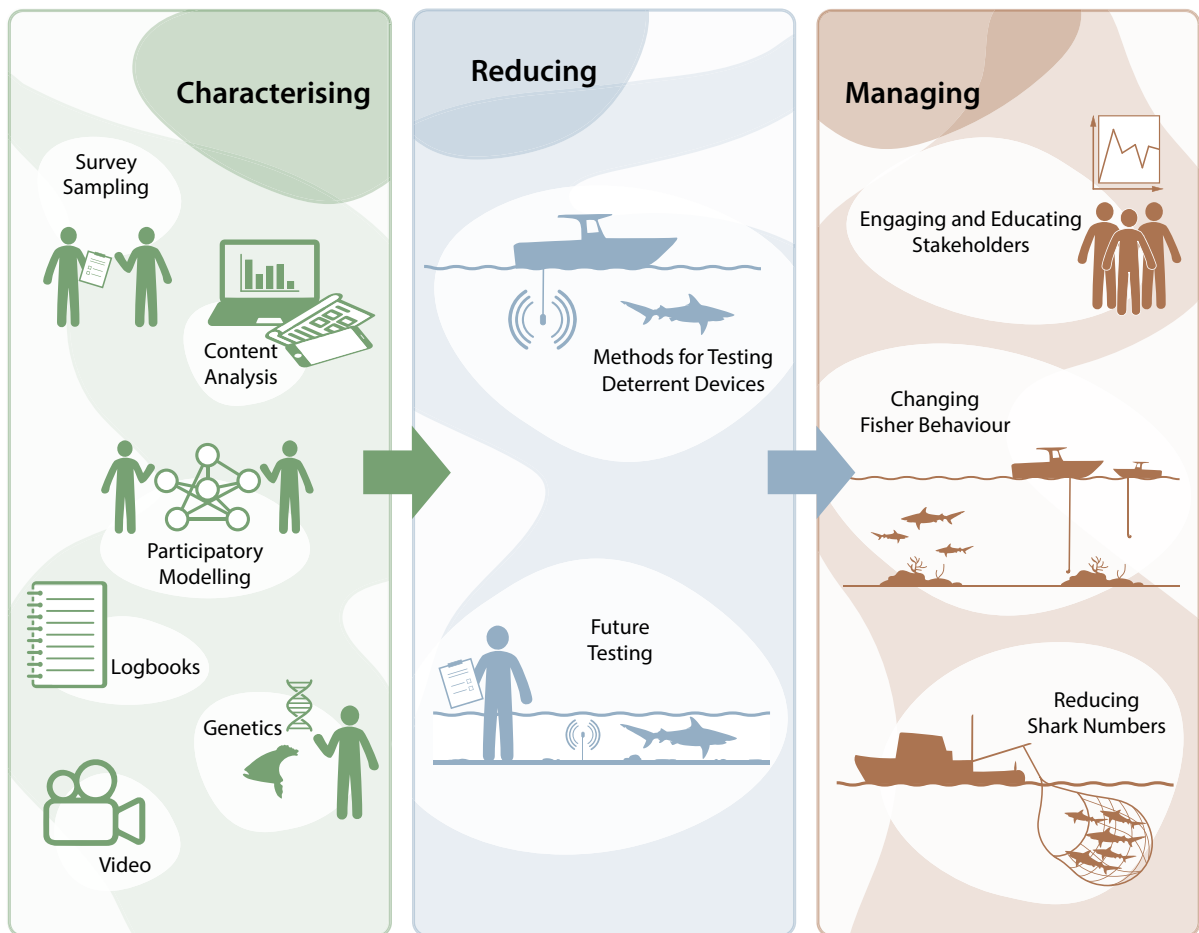 Characterising
Survey
Sampling
Content
Analysis
Participatory
Modelling
Logbooks
Genetics
Video
Reducing
Methods for Testing
Deterrent Devices
Future
Testing
Managing
Engaging and Educating
Stakeholders
Changing
Fisher Behaviour
Reducing
Shark Numbers